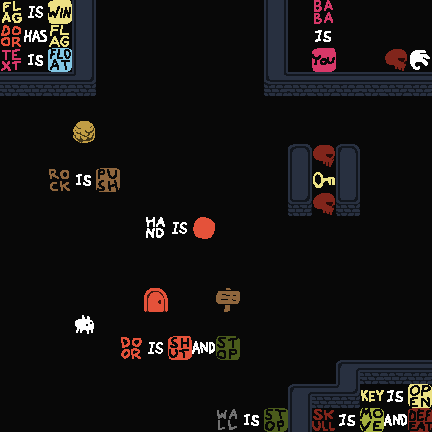 FLAG IS WIN
DOOR HAS FLAG
TEXT IS FLOAT
BABA IS YOU
ROCK IS PUSH
HAND IS
DOOR IS SHUT AND STOP
KEY IS OPEN
WALL IS STOP
SKULL IS MOVE AND DEFEAT